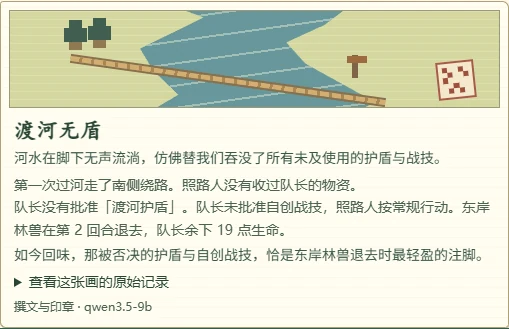 渡河无盾
河水在脚下无声流淌，仿佛替我们吞没了所有未及使用的护盾与战技。
第一次过河走了南侧绕路。照路人没有收过队长的物资。
队长没有批准「渡河护盾」。队长未批准自创战技，照路人按常规行动。东岸
林兽在第 2 回合退去，队长余下 19 点生命。
如今回味，那被否决的护盾与自创战技，恰是东岸林兽退去时最轻盈的注脚。
▶ 查看这张画的原始记录
撰文与印章 · qwen3.5-9b